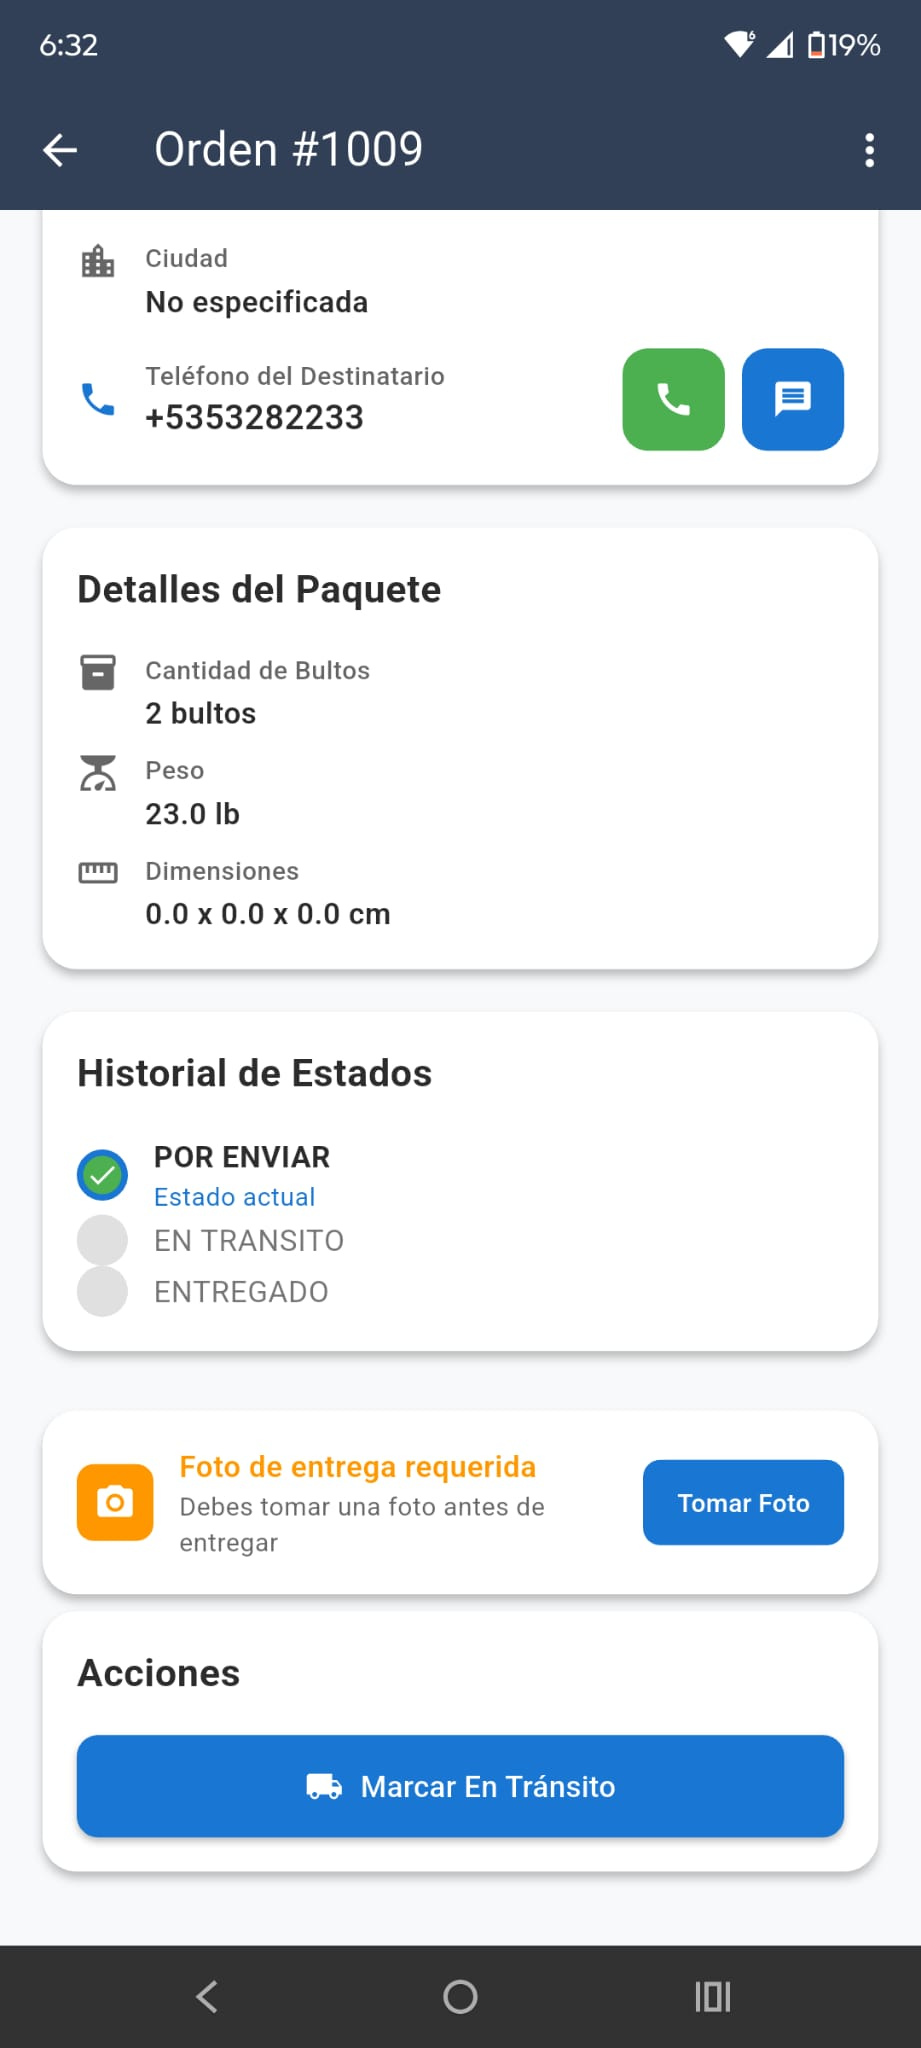 6:32
6
19%
Orden #1009
Ciudad
No especificada
Teléfono del Destinatario
+5353282233
Detalles del Paquete
Cantidad de Bultos
2 bultos
Peso
23.0 lb
Dimensiones
0.0 x 0.0 x 0.0 cm
Historial de Estados
POR ENVIAR
Estado actual
EN TRANSITO
ENTREGADO
Foto de entrega requerida
Debes tomar una foto antes de
entregar
Tomar Foto
Acciones
Marcar En Tránsito